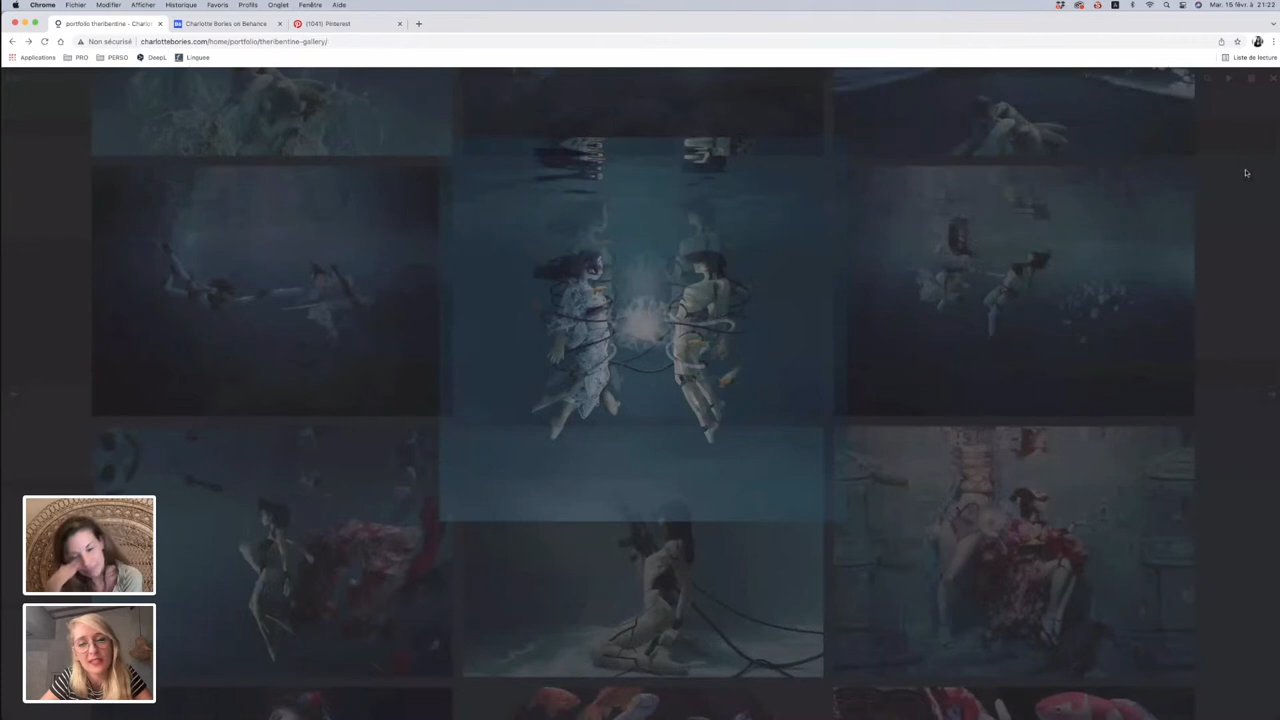 Chrome Fichier Modifier Afficher Historique Favoris Profils Onglet Fenêtre Aide Mar. 15 févr. à 21:22
portfolio theribentine - Charlot Charlotte Bories on Behance (1041) Pinterest
Non sécurisé charlottebories.com/home/portfolio/theribentine-gallery/
Applications PRO PERSO DeepL Linguee Liste de lecture